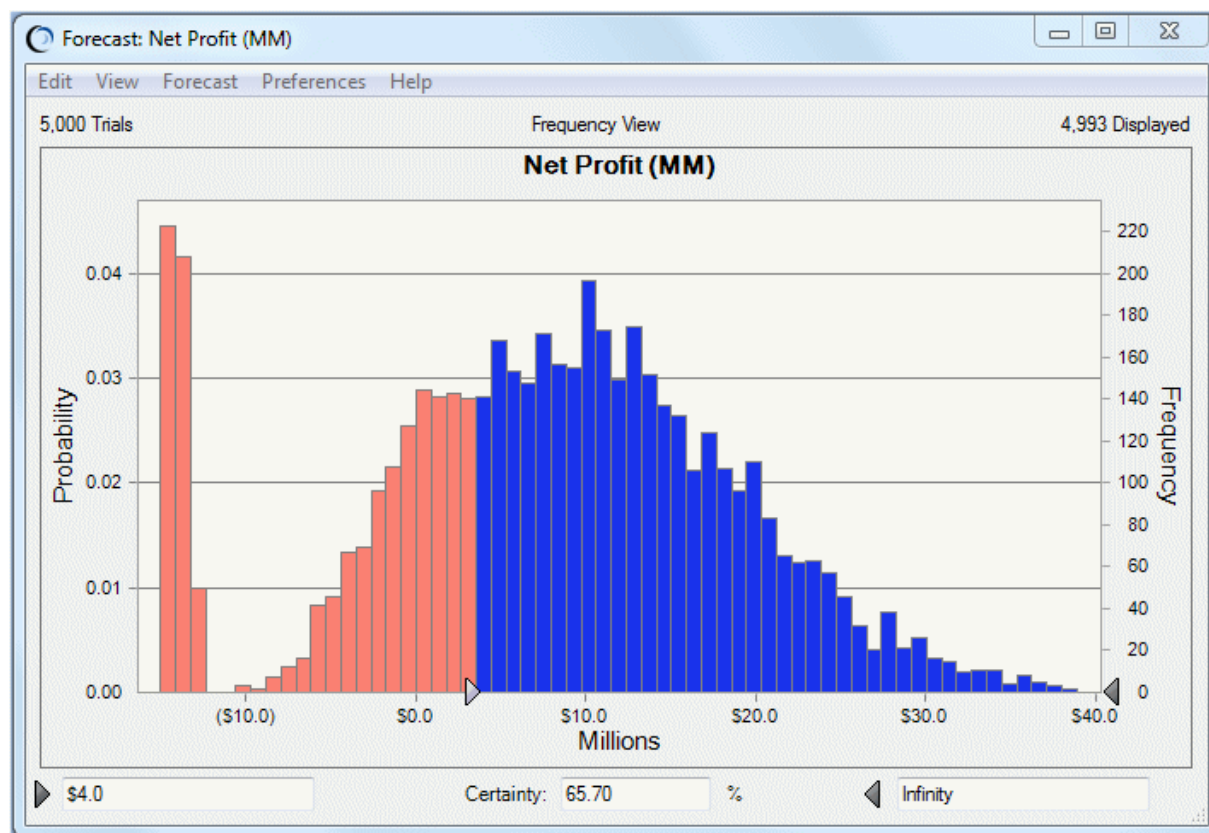 Forecast: Net Profit (MM)
Edit View Forecast Preferences Help
5,000 Trials Frequency View 4,993 Displayed
Net Profit (MM)
220
0.04 200
180
160
0.03
140
120
0.02 100
80
60
0.01
40
20
0.00 0
Probability
Frequency
($10.0) $0.0 $10.0 $20.0 $30.0 $40.0
Millions
$4.0 Certainty: 65.70 % Infinity